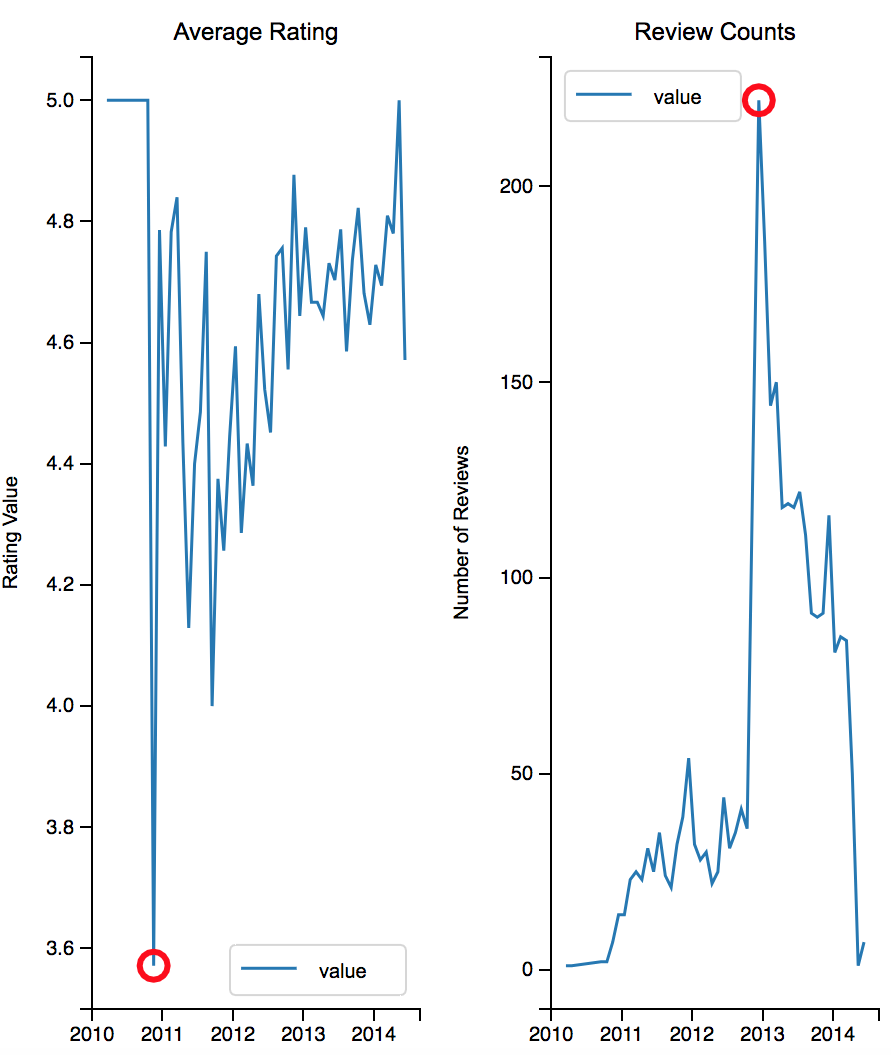 Average Rating
5.0
4.8
4.6
4.4
4.2
4.0
3.8
3.6
Rating Value
value
2010 2011 2012 2013 2014
Review Counts
value
200
150
100
50
0
Number of Reviews
2010 2011 2012 2013 2014